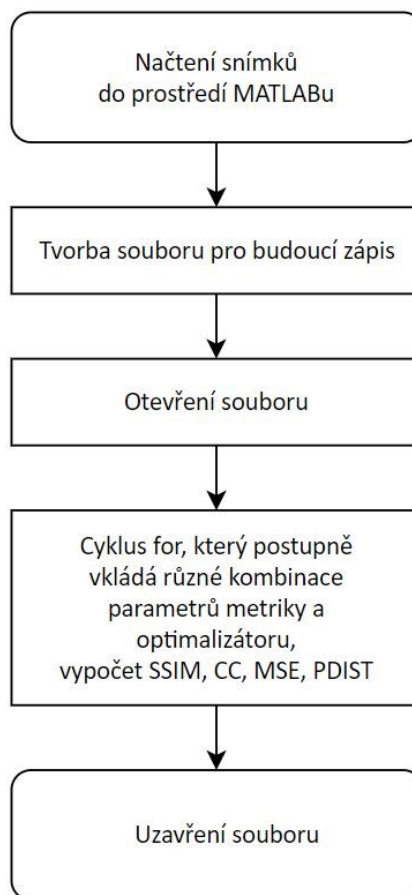 Načtení snímků
do prostředí MATLABu
Tvorba souboru pro budoucí zápis
Otevření souboru
Cyklus for, který postupně
vkládá různé kombinace
parametrů metriky a
optimalizátoru,
vypočet SSIM, CC, MSE, PDIST
Uzavření souboru